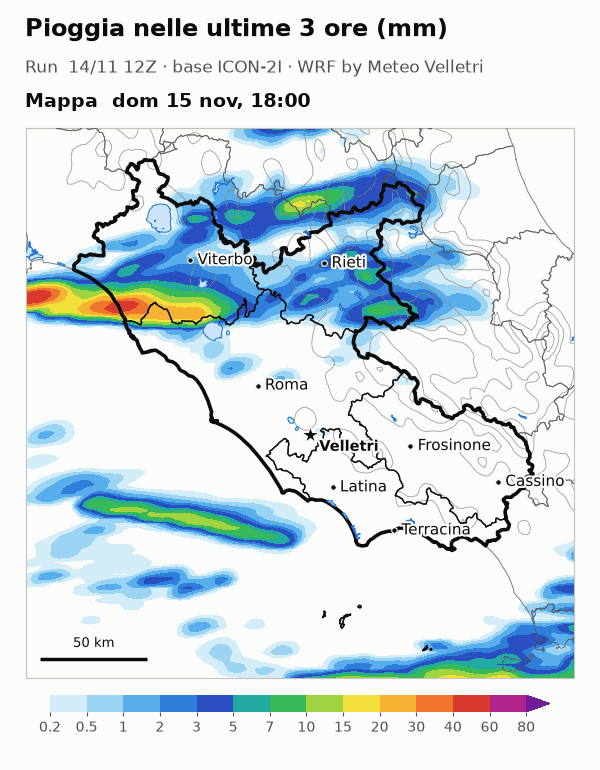 Pioggia nelle ultime 3 ore (mm)
Run 14/11 12Z · base ICON-2I · WRF by Meteo Velletri
Mappa dom 15 nov, 18:00
Viterbo
Rieti
Roma
Velletri
Frosinone
Latina
Cassino
Terracina
50 km
0.2 0.5 1 2 3 5 7 10 15 20 30 40 60 80